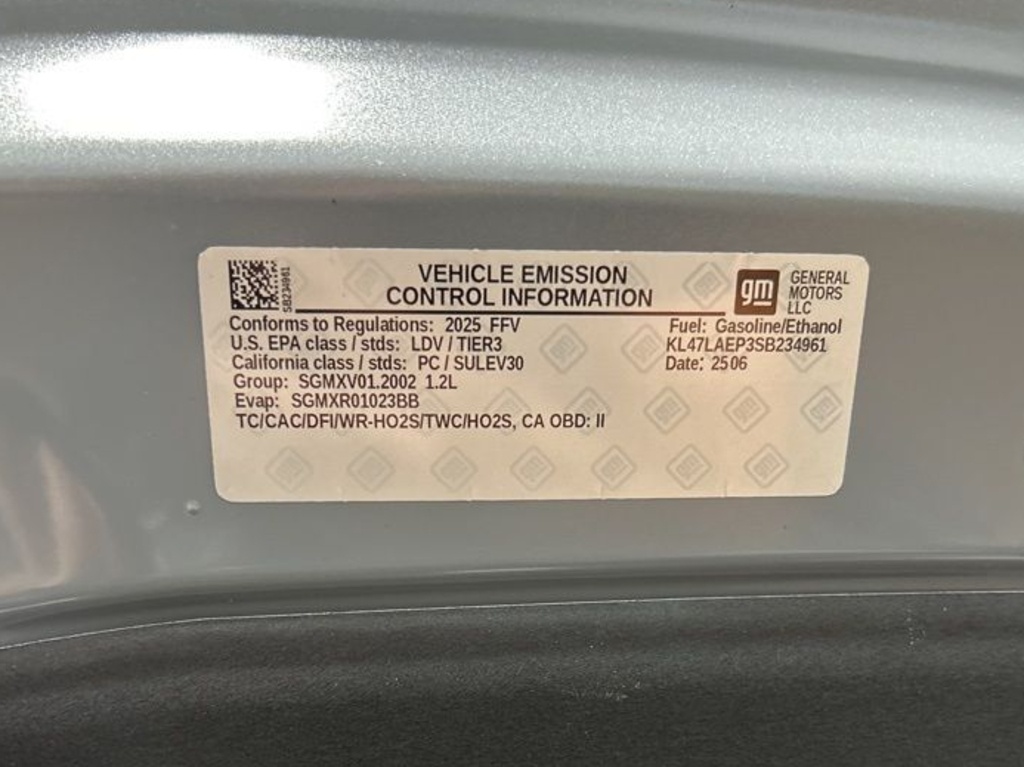 SB234961
VEHICLE EMISSION
CONTROL INFORMATION
gm
GENERAL
MOTORS
LLC
Conforms to Regulations: 2025 FFV
U.S. EPA class / stds: LDV / TIER3
California class / stds: PC / SULEV30
Group: SGMXV01.2002 1.2L
Evap: SGMXR01023BB
TC/CAC/DFI/WR-HO2S/TWC/HO2S, CA OBD: II
Fuel: Gasoline/Ethanol
KL47LAEP3SB234961
Date: 2506